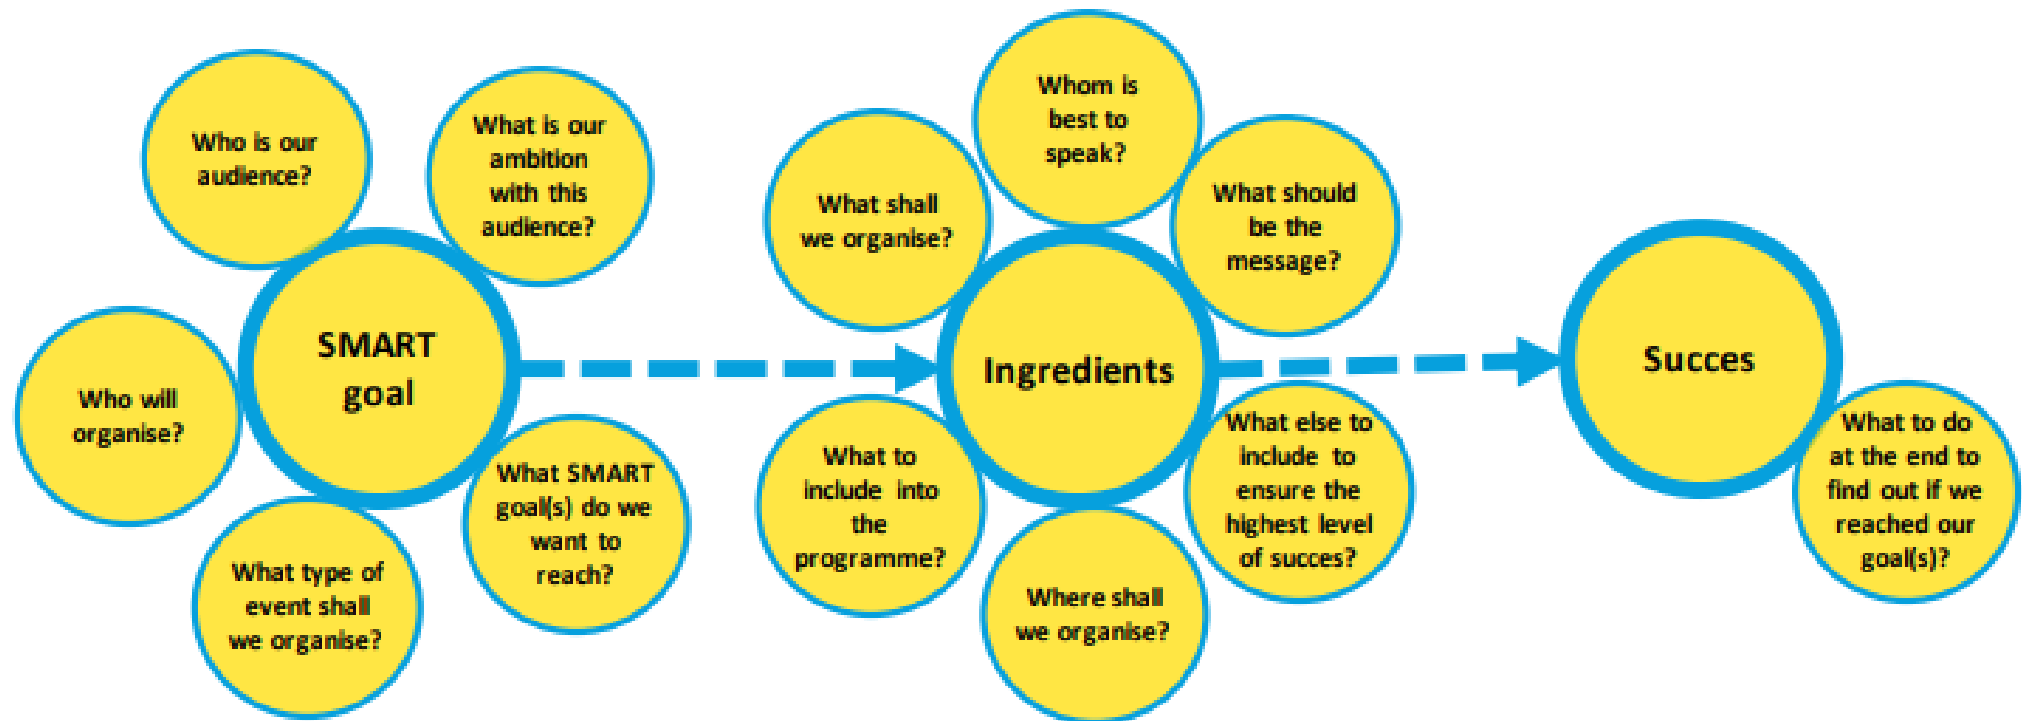 Who is our
audience?
What is our
ambition
with this
audience?
SMART
goal
Who will
organise?
What type of
event shall
we organise?
What SMART
goal(s) do we
want to
reach?
Whom is
best to
speak?
What shall
we organise?
What should
be the
message?
Ingredients
What to
include into
the
programme?
Where shall
we organise?
What else to
include to
ensure the
highest level
of succes?
Succes
What to do
at the end to
find out if we
reached our
goal(s)?